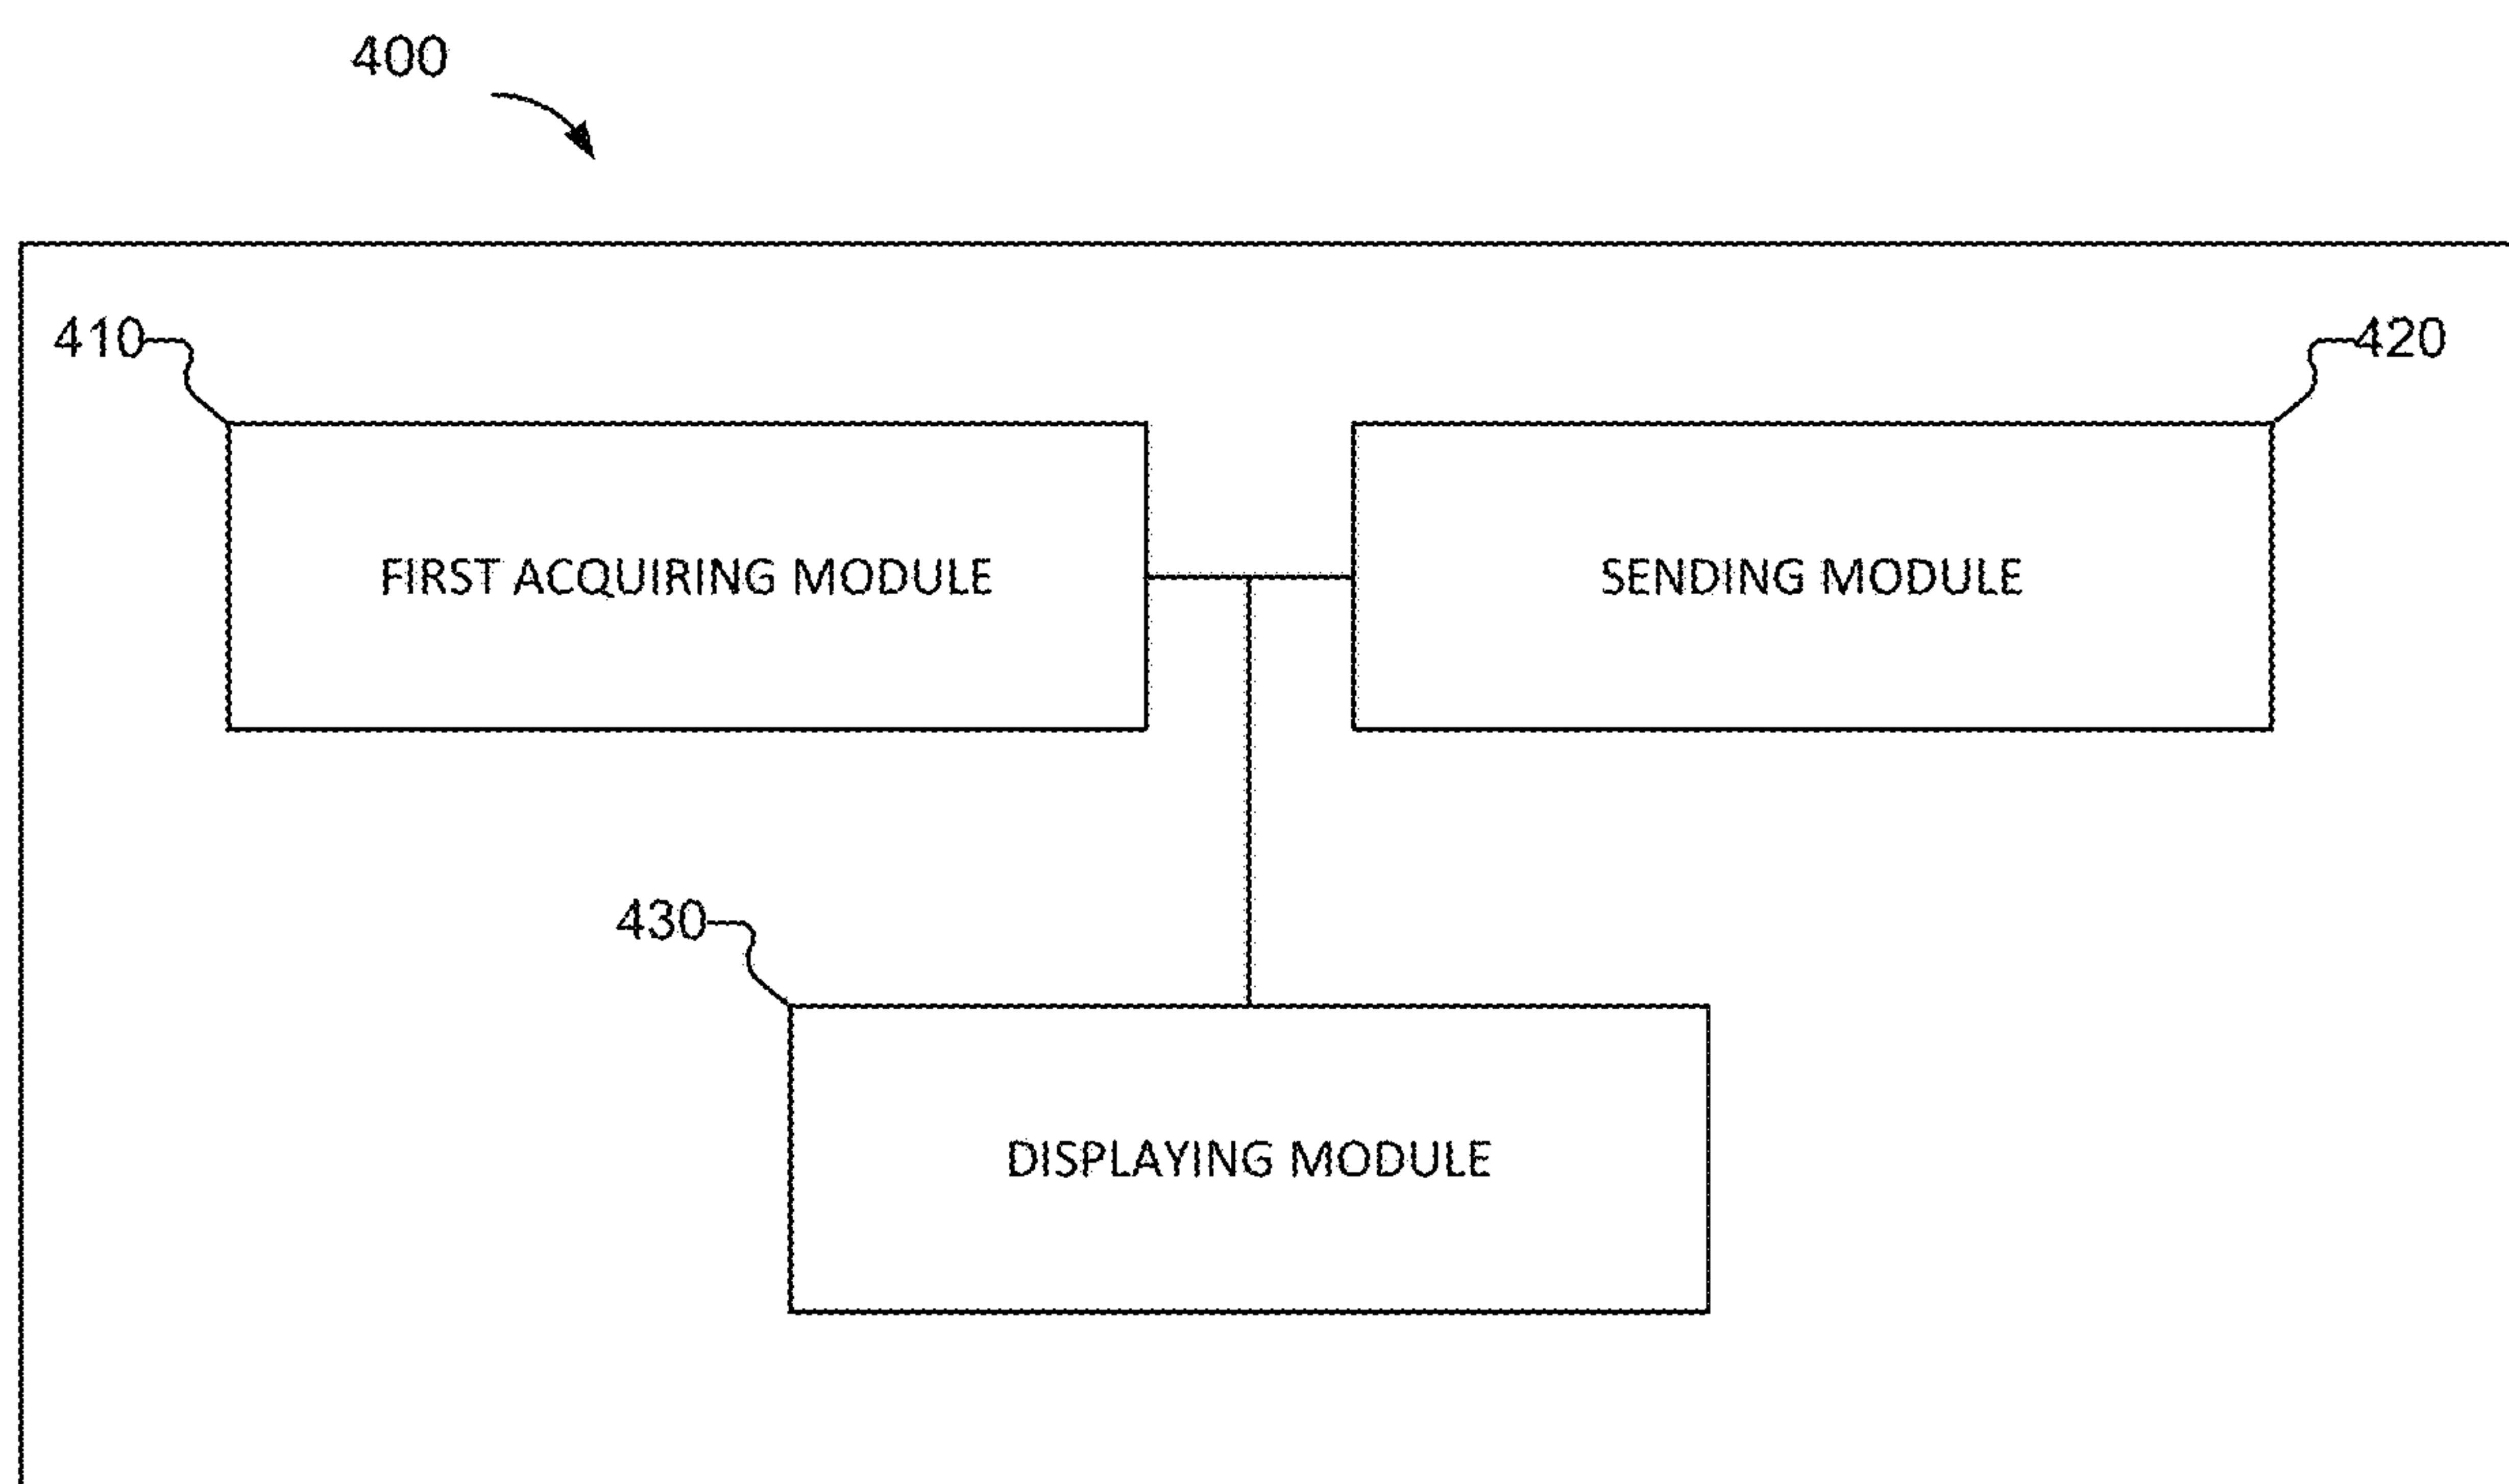 400
410
420
FIRST ACQUIRING MODULE
SENDING MODULE
430
DISPLAYING MODULE